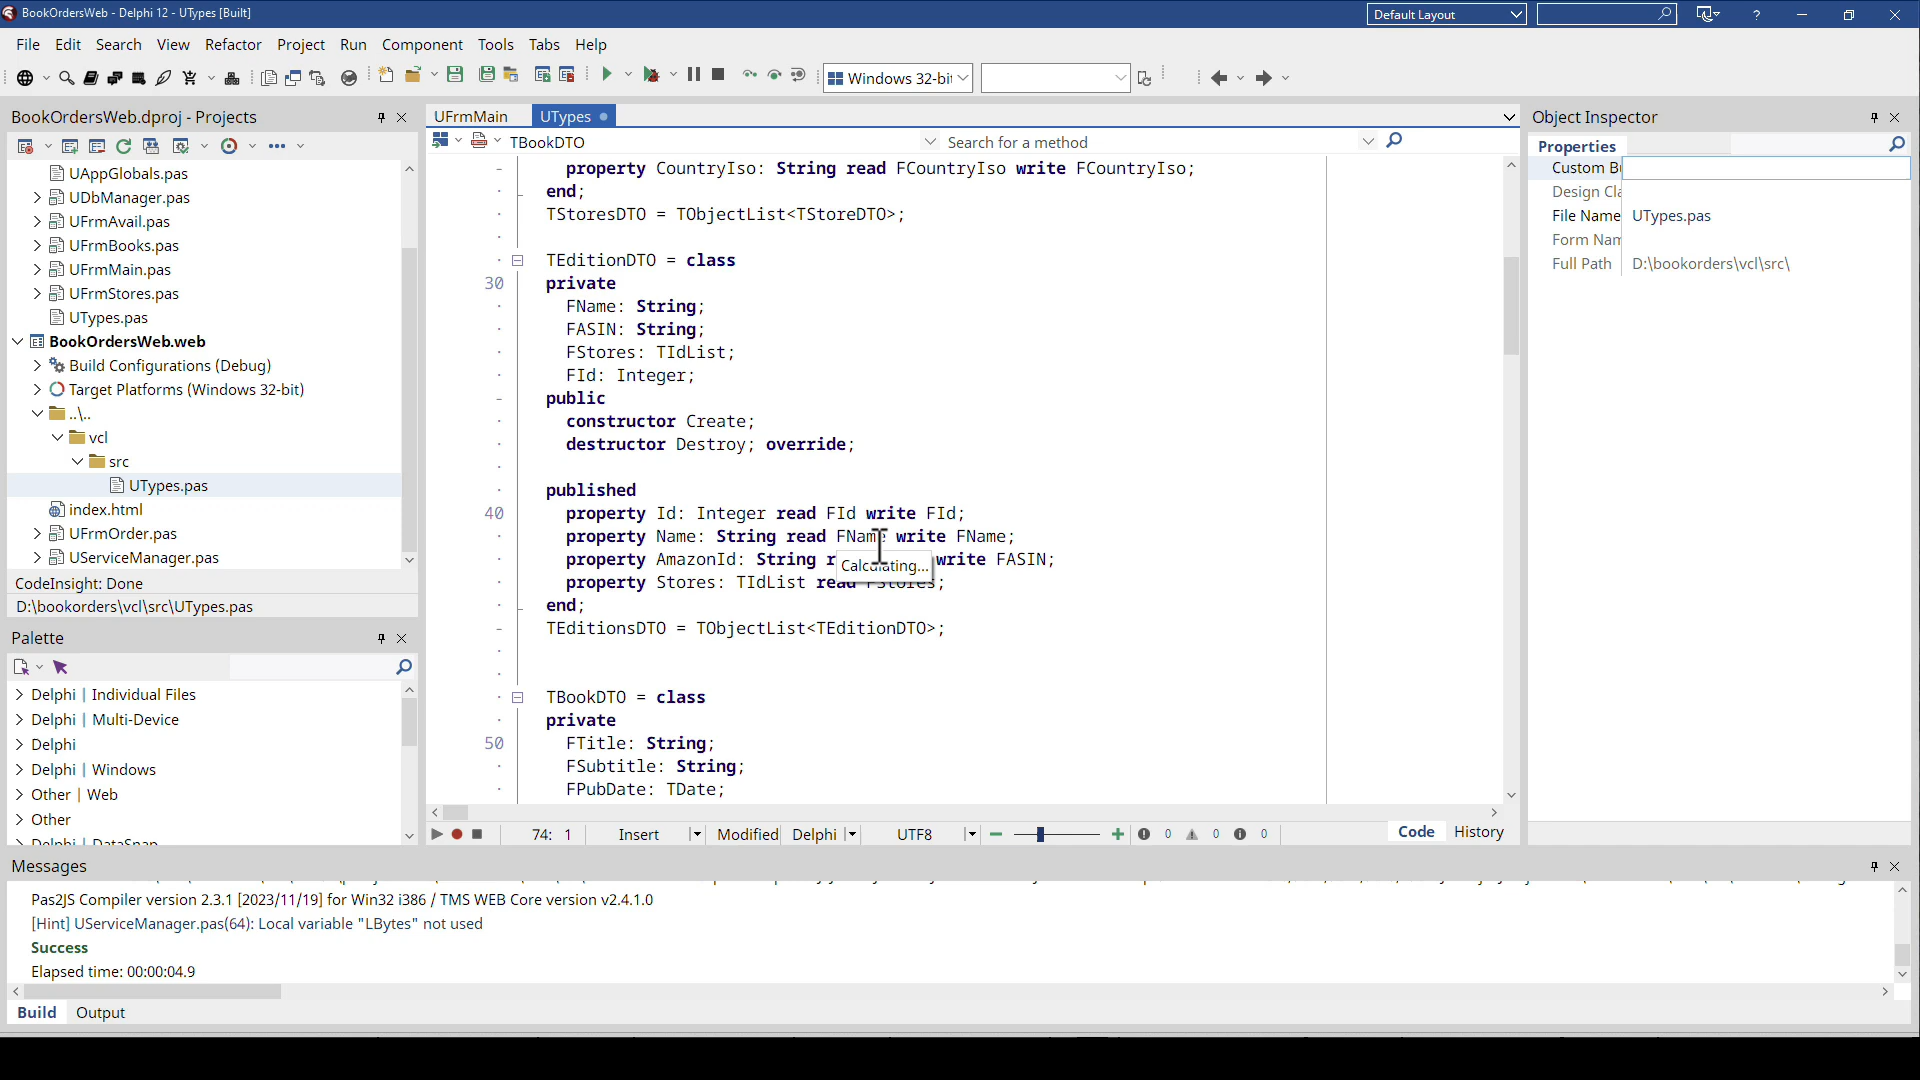 BookOrdersWeb - Delphi 12 - UTypes [Built]
Default Layout
File Edit Search View Refactor Project Run Component Tools Tabs Help
Windows 32-bit
BookOrdersWeb.dproj - Projects
UAppGlobals.pas
UDbManager.pas
UFrmAvail.pas
UFrmBooks.pas
UFrmMain.pas
UFrmStores.pas
UTypes.pas
BookOrdersWeb.web
Build Configurations (Debug)
Target Platforms (Windows 32-bit)
..\..
vcl
src
UTypes.pas
index.html
UFrmOrder.pas
UServiceManager.pas
CodeInsight: Done
D:\bookorders\vcl\src\UTypes.pas
Palette
Delphi | Individual Files
Delphi | Multi-Device
Delphi
Delphi | Windows
Other | Web
Other
Delphi | DataSnap
UFrmMain UTypes
TBookDTO Search for a method
property CountryIso: String read FCountryIso write FCountryIso;
end;
TStoresDTO = TObjectList<TStoreDTO>;
TEditionDTO = class
30 private
FName: String;
FASIN: String;
FStores: TIdList;
FId: Integer;
public
constructor Create;
destructor Destroy; override;
published
40 property Id: Integer read FId write FId;
property Name: String read FName write FName;
property AmazonId: String r write FASIN;
Calculating...
property Stores: TIdList read FStores;
end;
TEditionsDTO = TObjectList<TEditionDTO>;
TBookDTO = class
private
50 FTitle: String;
FSubtitle: String;
FPubDate: TDate;
74: 1 Insert Modified Delphi UTF8 0 0 0 Code History
Object Inspector
Properties
Custom Bu
Design Cla
File Name UTypes.pas
Form Nam
Full Path D:\bookorders\vcl\src\
Messages
Pas2JS Compiler version 2.3.1 [2023/11/19] for Win32 i386 / TMS WEB Core version v2.4.1.0
[Hint] UServiceManager.pas(64): Local variable "LBytes" not used
Success
Elapsed time: 00:00:04.9
Build Output